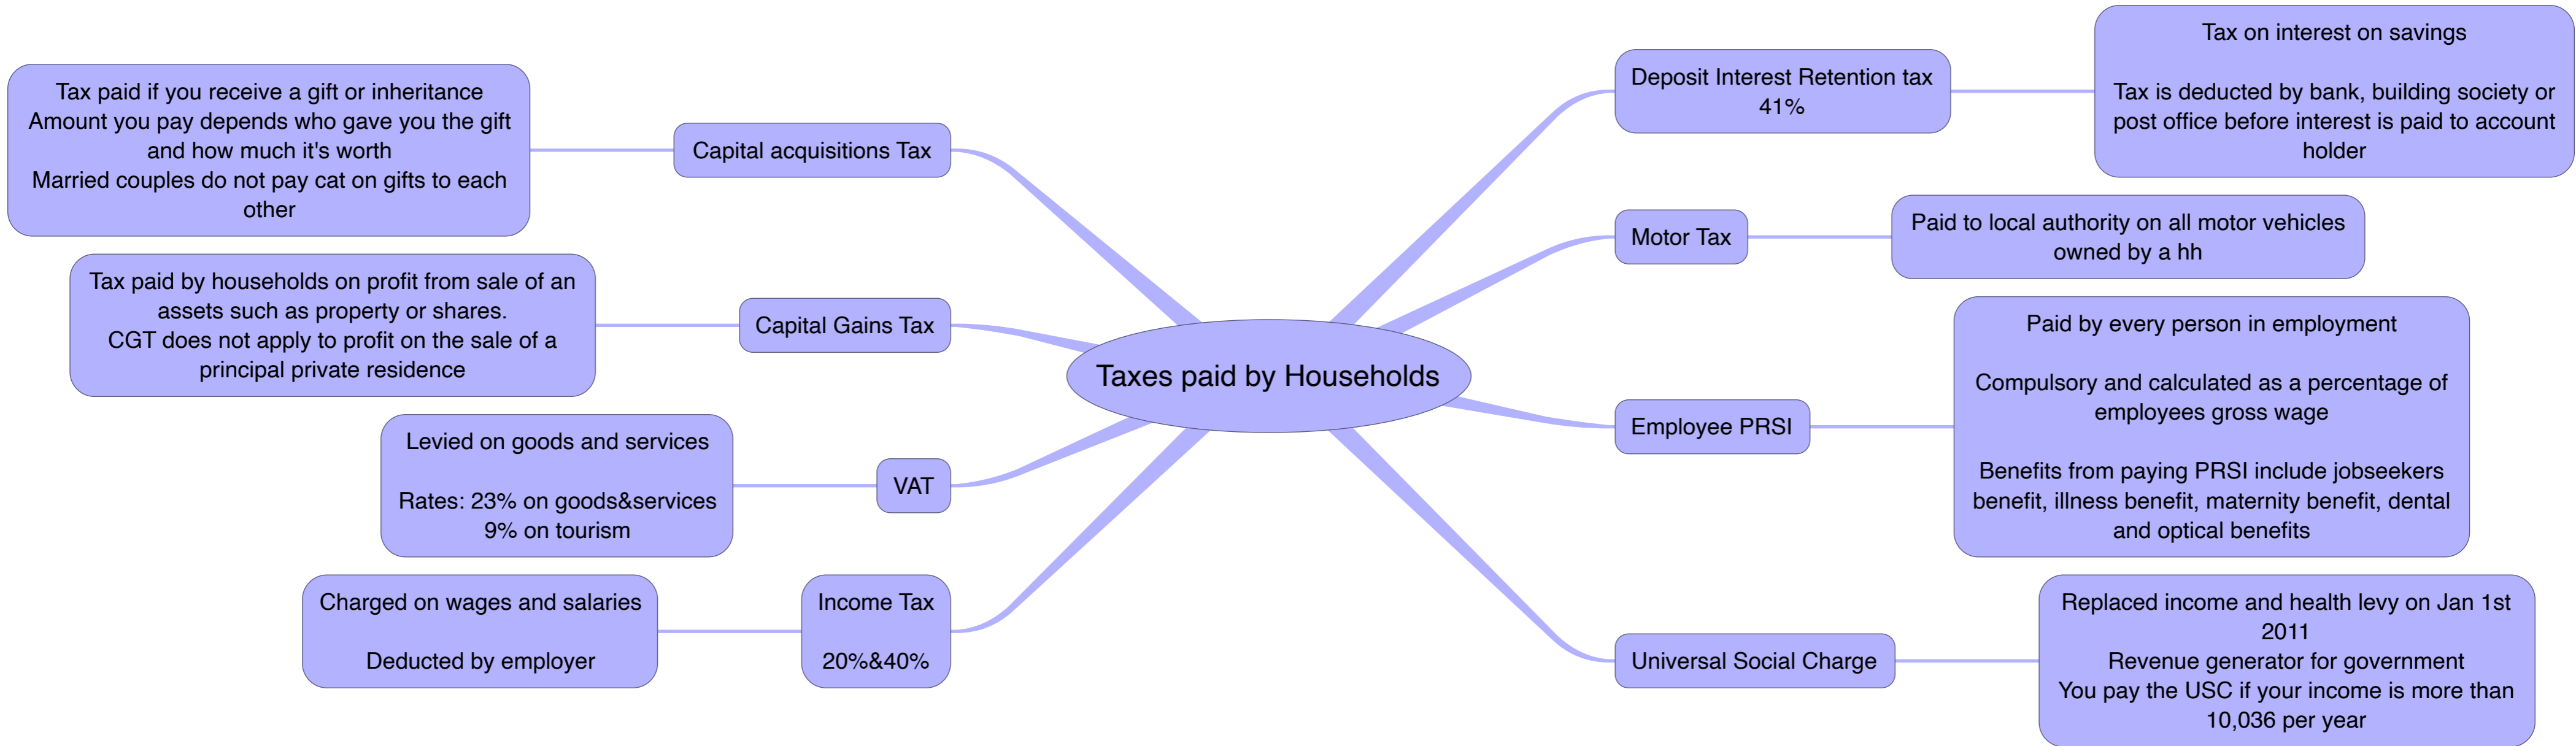 Taxes paid by Households
Capital acquisitions Tax
Tax paid if you receive a gift or inheritance
Amount you pay depends who gave you the gift
and how much it's worth
Married couples do not pay cat on gifts to each
other
Capital Gains Tax
Tax paid by households on profit from sale of an
assets such as property or shares.
CGT does not apply to profit on the sale of a
principal private residence
VAT
Levied on goods and services
Rates: 23% on goods&services
9% on tourism
Income Tax
20%&40%
Charged on wages and salaries
Deducted by employer
Deposit Interest Retention tax
41%
Tax on interest on savings
Tax is deducted by bank, building society or
post office before interest is paid to account
holder
Motor Tax
Paid to local authority on all motor vehicles
owned by a hh
Employee PRSI
Paid by every person in employment
Compulsory and calculated as a percentage of
employees gross wage
Benefits from paying PRSI include jobseekers
benefit, illness benefit, maternity benefit, dental
and optical benefits
Universal Social Charge
Replaced income and health levy on Jan 1st
2011
Revenue generator for government
You pay the USC if your income is more than
10,036 per year